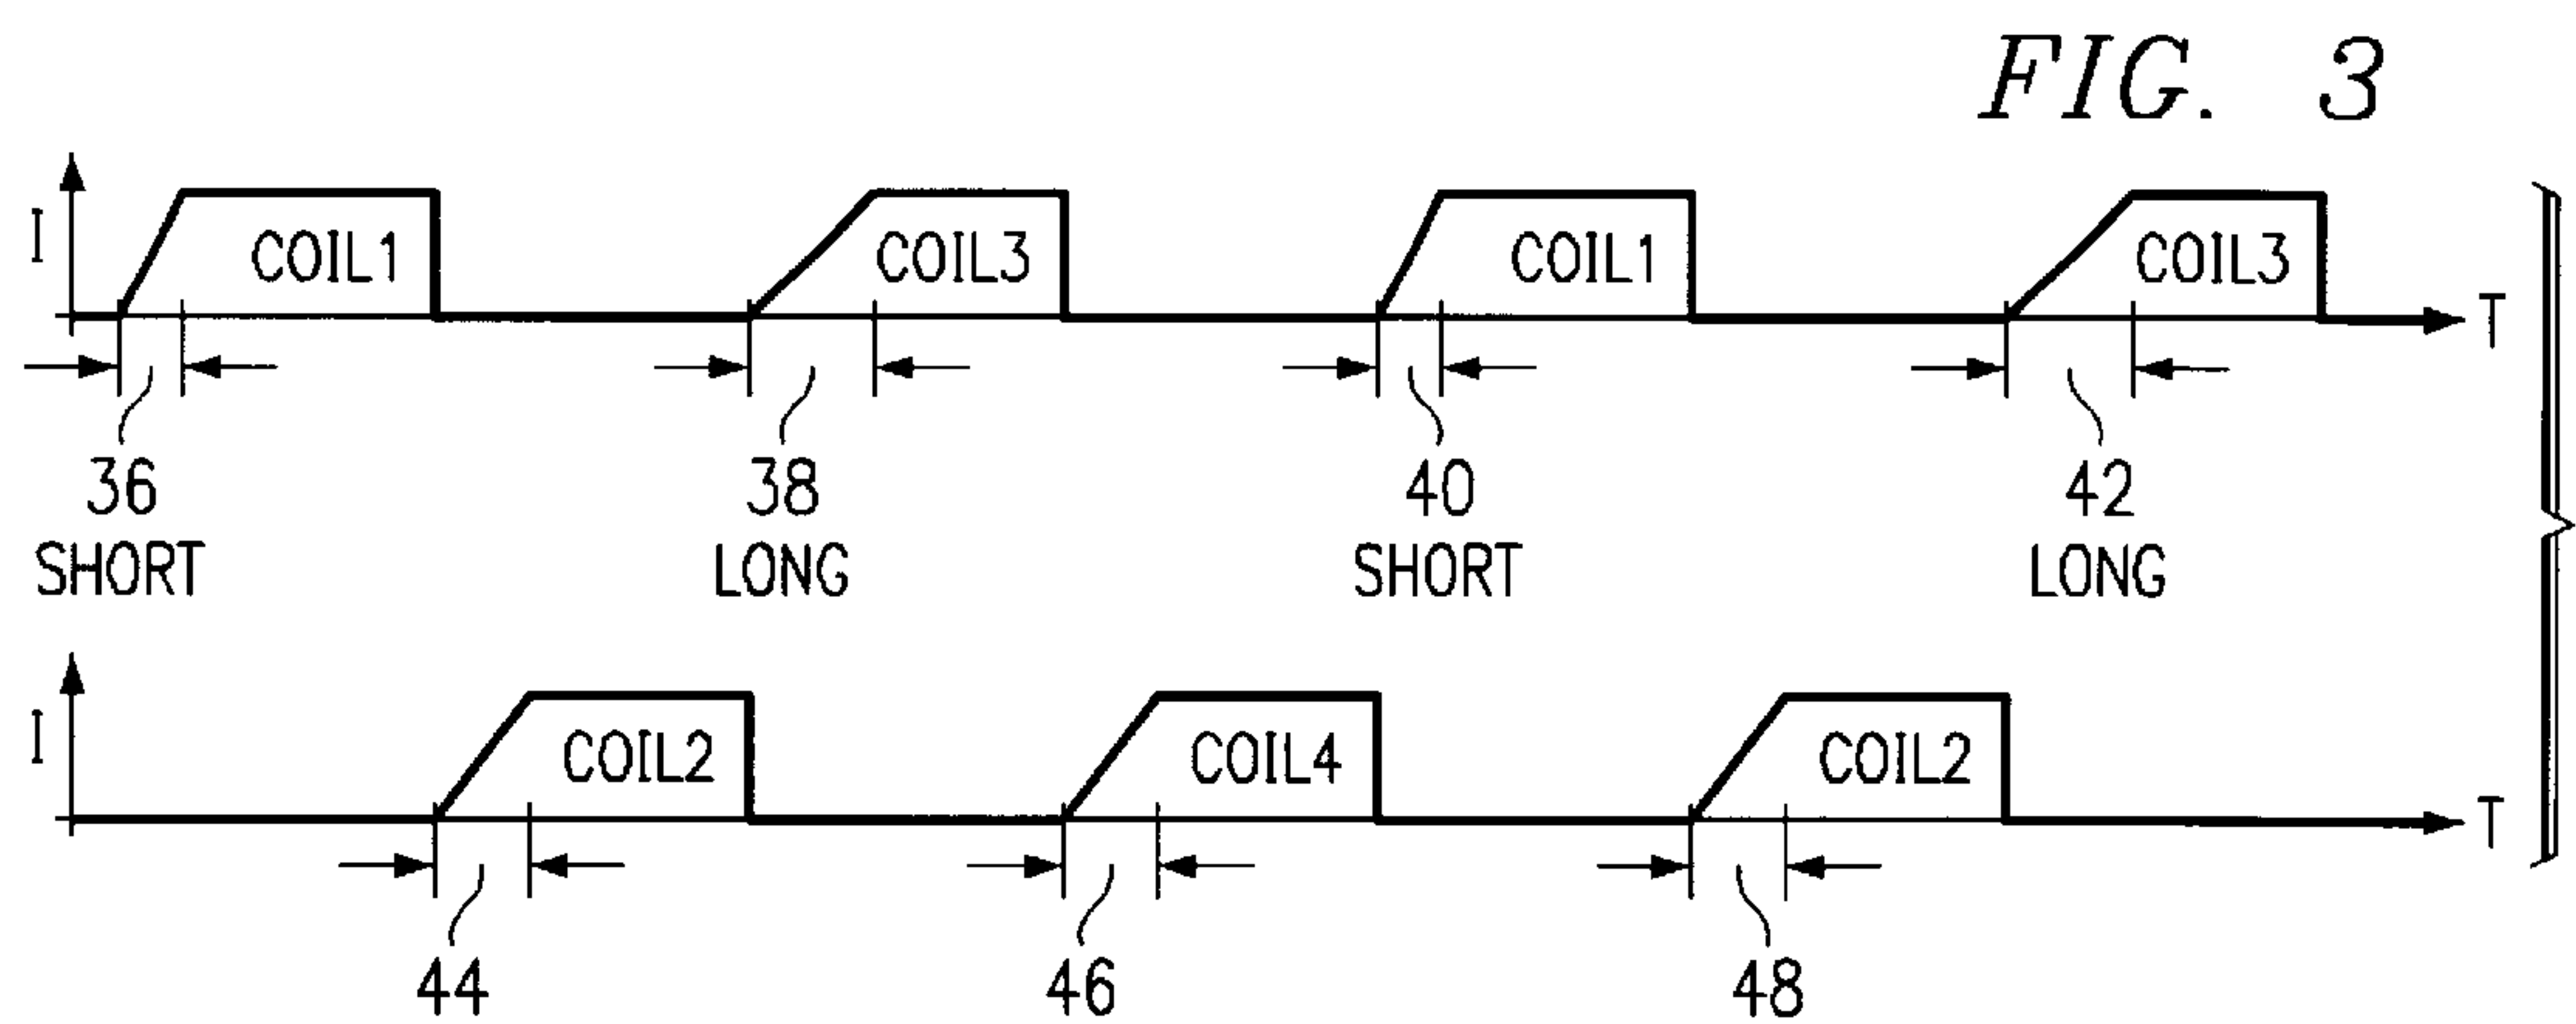 FIG. 3
I COIL1 COIL3 COIL1 COIL3 T
36 38 40 42
SHORT LONG SHORT LONG
I COIL2 COIL4 COIL2 T
44 46 48